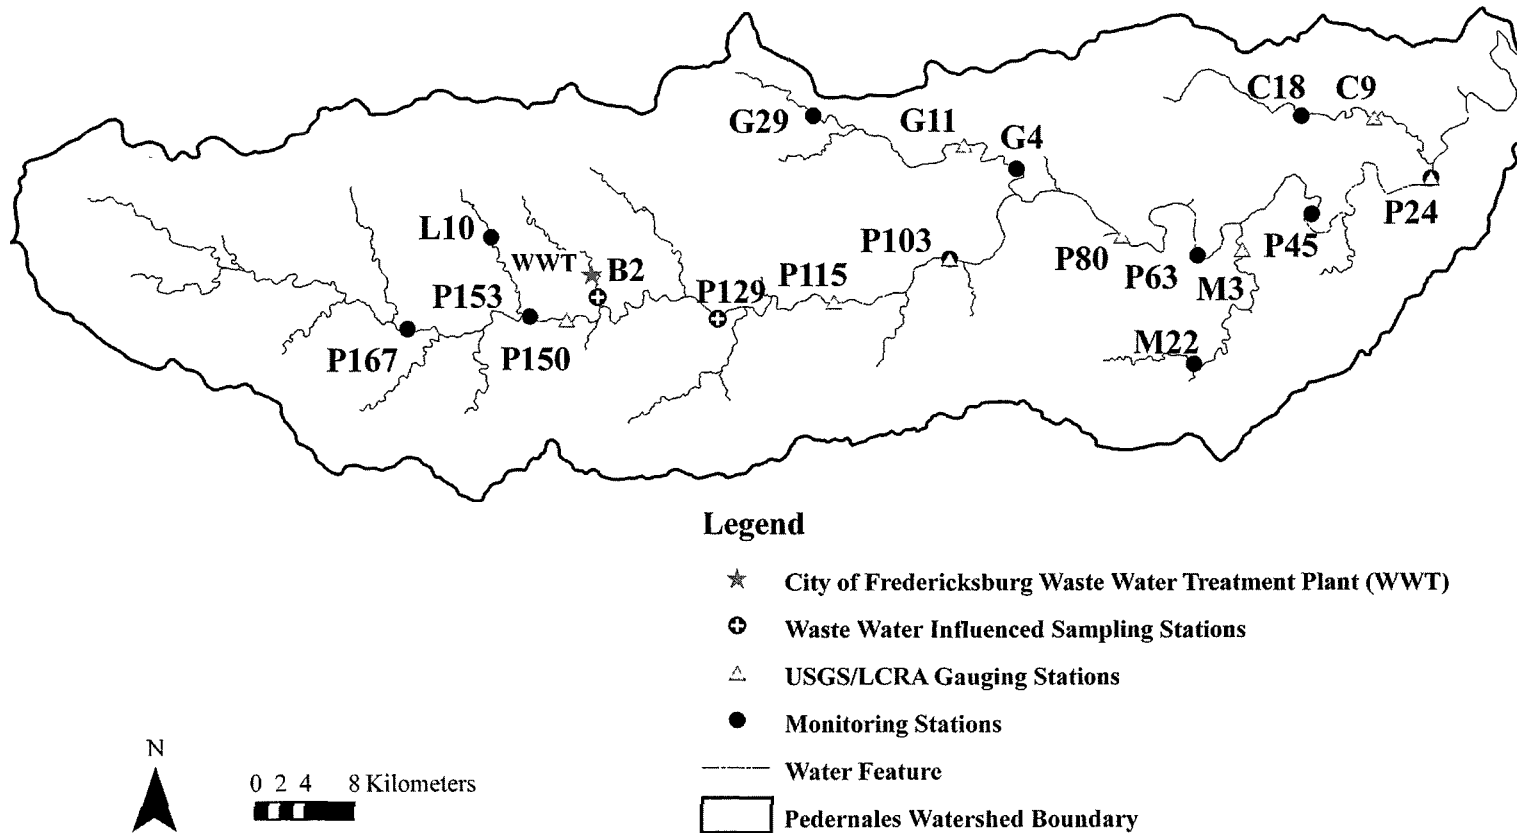 C18 C9
G29 G11 G4
P24
L10 P45
WWT B2 P103 P80 P63 M3
P153 P129 P115
P167 P150 M22
Legend
City of Fredericksburg Waste Water Treatment Plant (WWT)
Waste Water Influenced Sampling Stations
USGS/LCRA Gauging Stations
Monitoring Stations
Water Feature
Pedernales Watershed Boundary
N
0 2 4 8 Kilometers